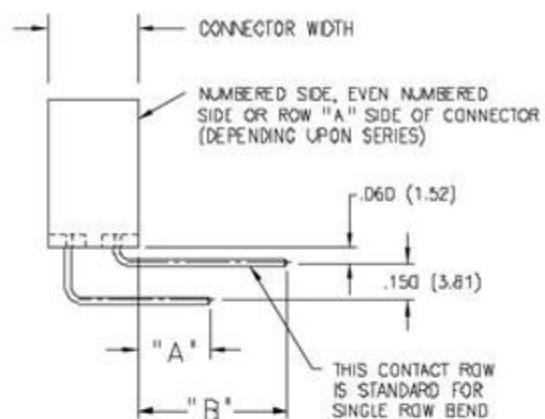 CONNECTOR WIDTH
NUMBERED SIDE, EVEN NUMBERED
SIDE OR ROW "A" SIDE OF CONNECTOR
(DEPENDING UPON SERIES)
.060 (1.52)
.150 (3.81)
"A"
THIS CONTACT ROW
IS STANDARD FOR
SINGLE ROW BEND
"B"